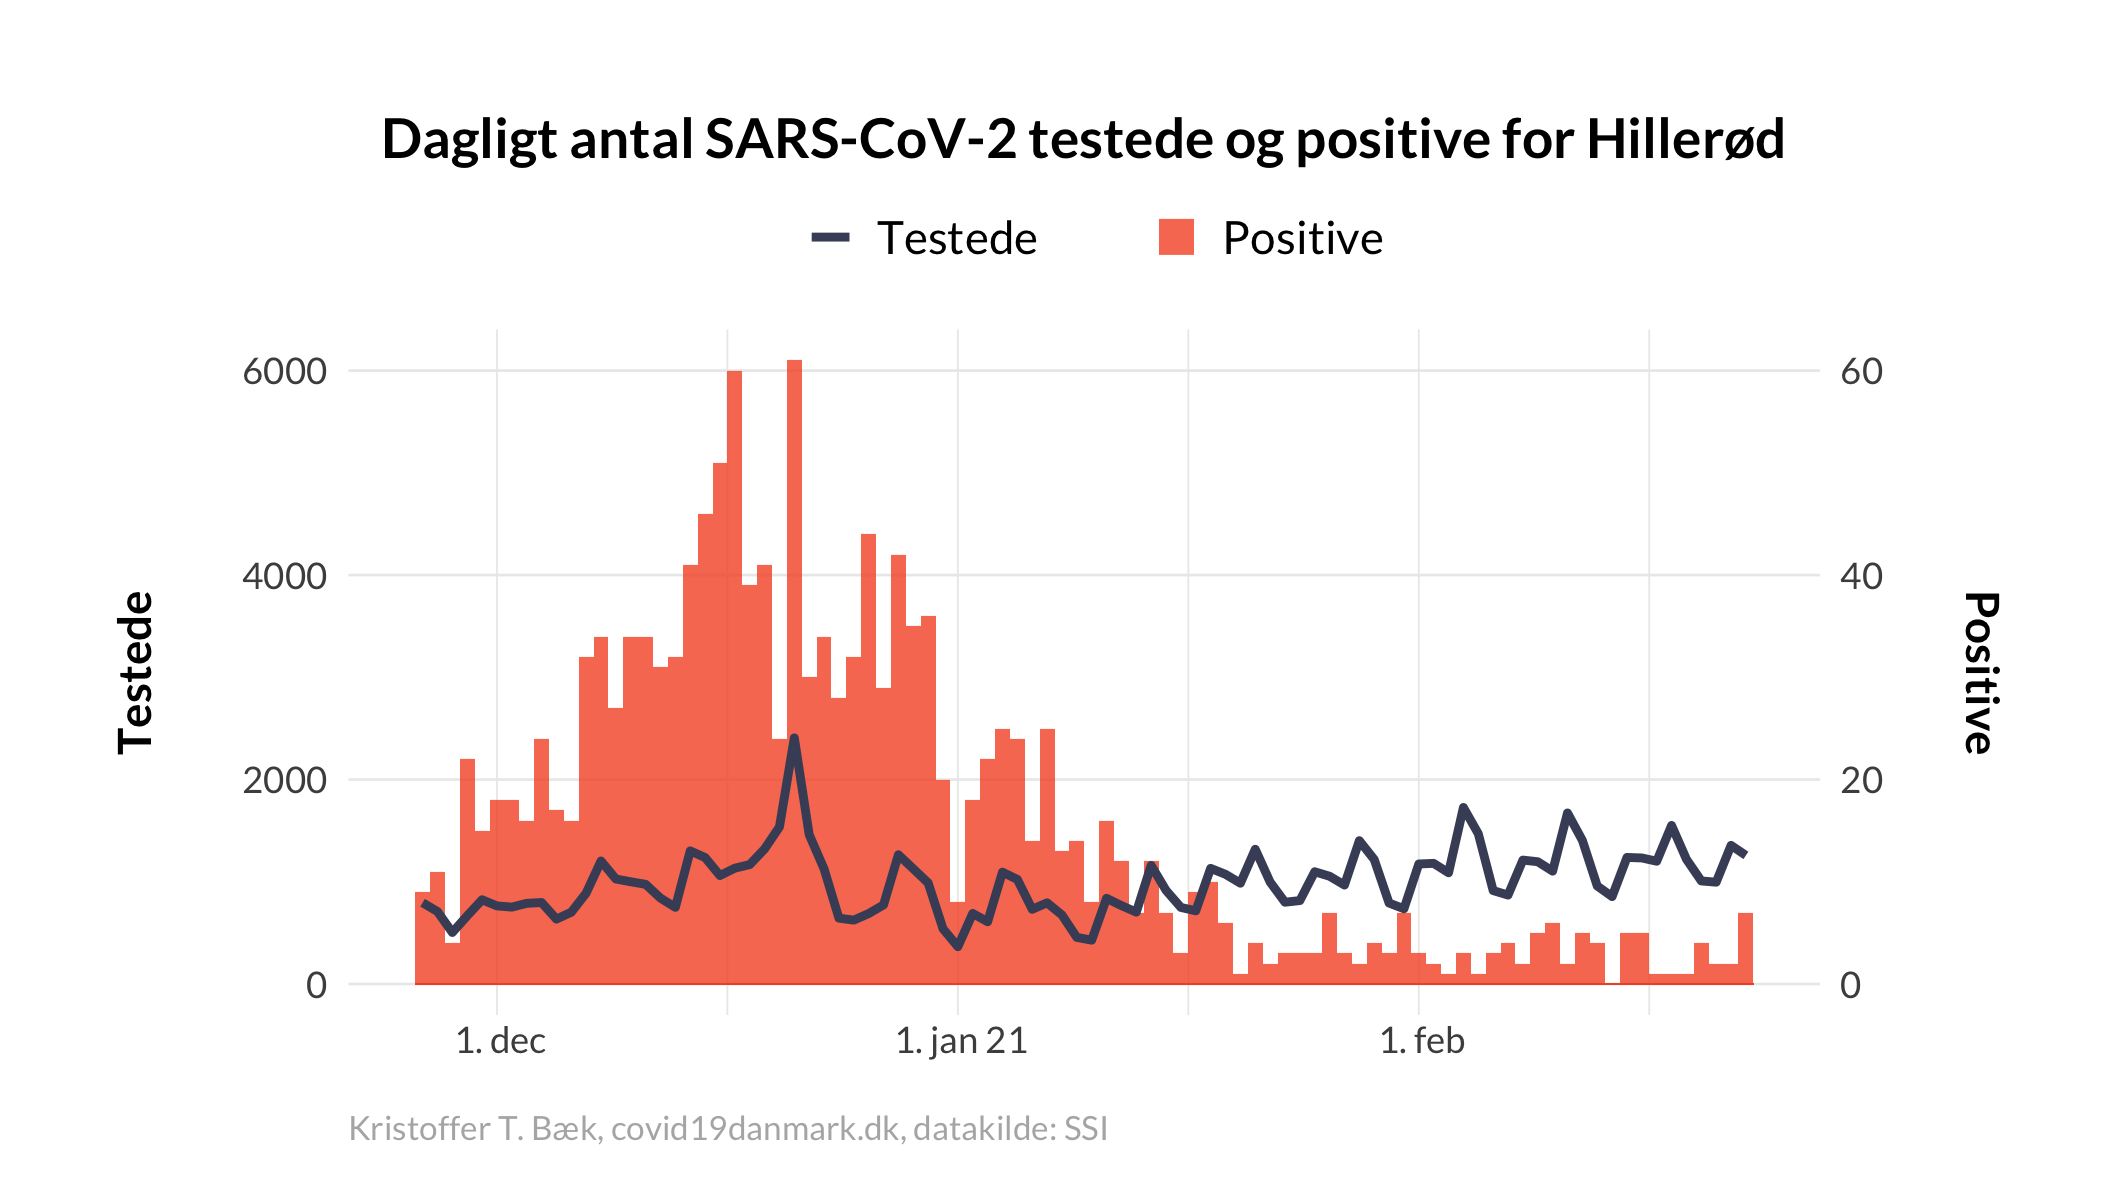 Dagligt antal SARS-CoV-2 testede og positive for Hillerød
Testede
Positive
6000
4000
2000
0
60
40
20
0
Testede
Positive
1. dec
1. jan 21
1. feb
Kristoffer T. Bæk, covid19danmark.dk, datakilde: SSI